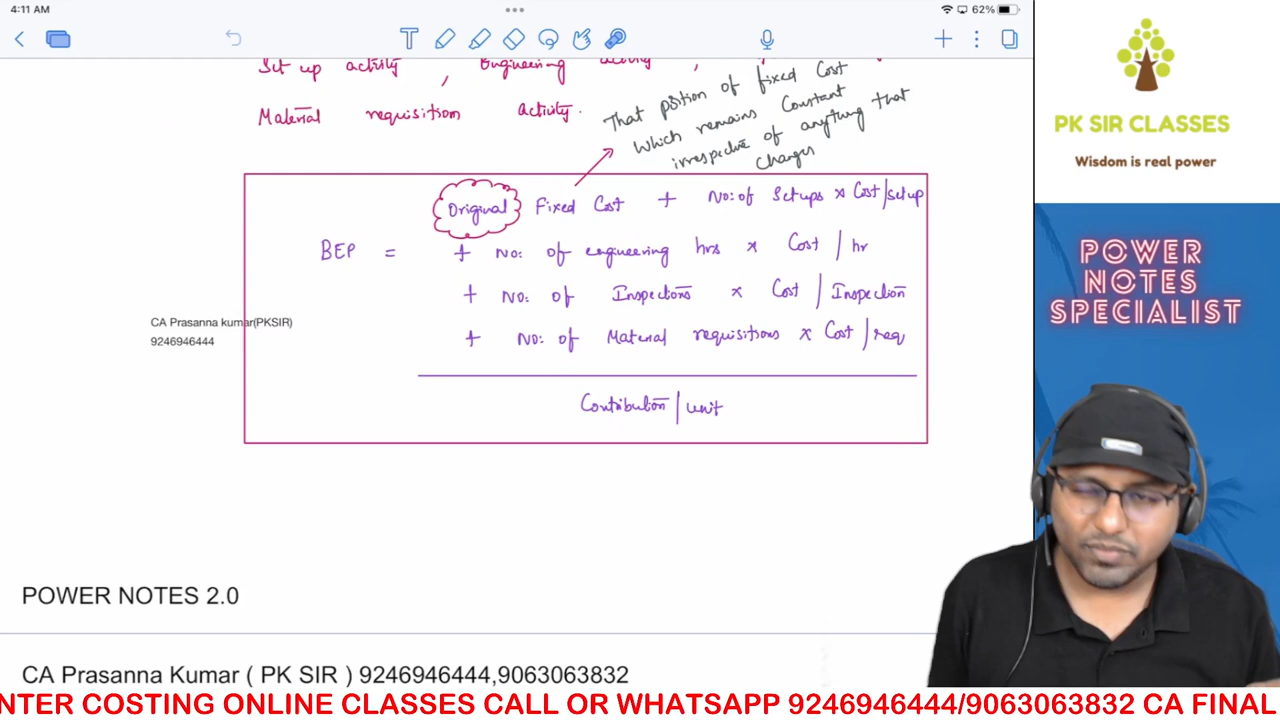 4:11 AM
62%
Set up activity , Engineering activity ,
Material requisition activity.
That position of fixed Cost
Which remains Constant
irrespective of anything that
Changes
Original Fixed Cost + No: of Setups x Cost/setup
BEP = + No: of engineering hrs x Cost / hr
+ No: of Inspections x Cost / Inspection
+ No: of Material requisitions x Cost / req
Contribution / unit
CA Prasanna kumar(PKSIR)
9246946444
POWER NOTES 2.0
CA Prasanna Kumar ( PK SIR ) 9246946444,9063063832
PK SIR CLASSES
Wisdom is real power
POWER
NOTES
SPECIALIST
NTER COSTING ONLINE CLASSES CALL OR WHATSAPP 9246946444/9063063832 CA FINAL